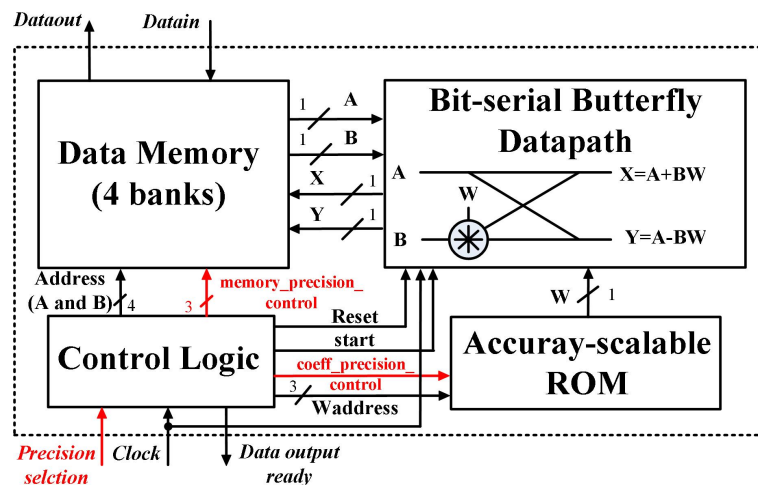 Dataout Datain
Data Memory
(4 banks)
1 A
1 B
X 1
Y 1
Bit-serial Butterfly
Datapath
A X=A+BW
W
B Y=A-BW
Address
(A and B) 4
3 memory_precision_
control
W 1
Control Logic
Reset
start
coeff_precision_
control
3 Waddress
Accuray-scalable
ROM
Precision
selction
Clock
Data output
ready